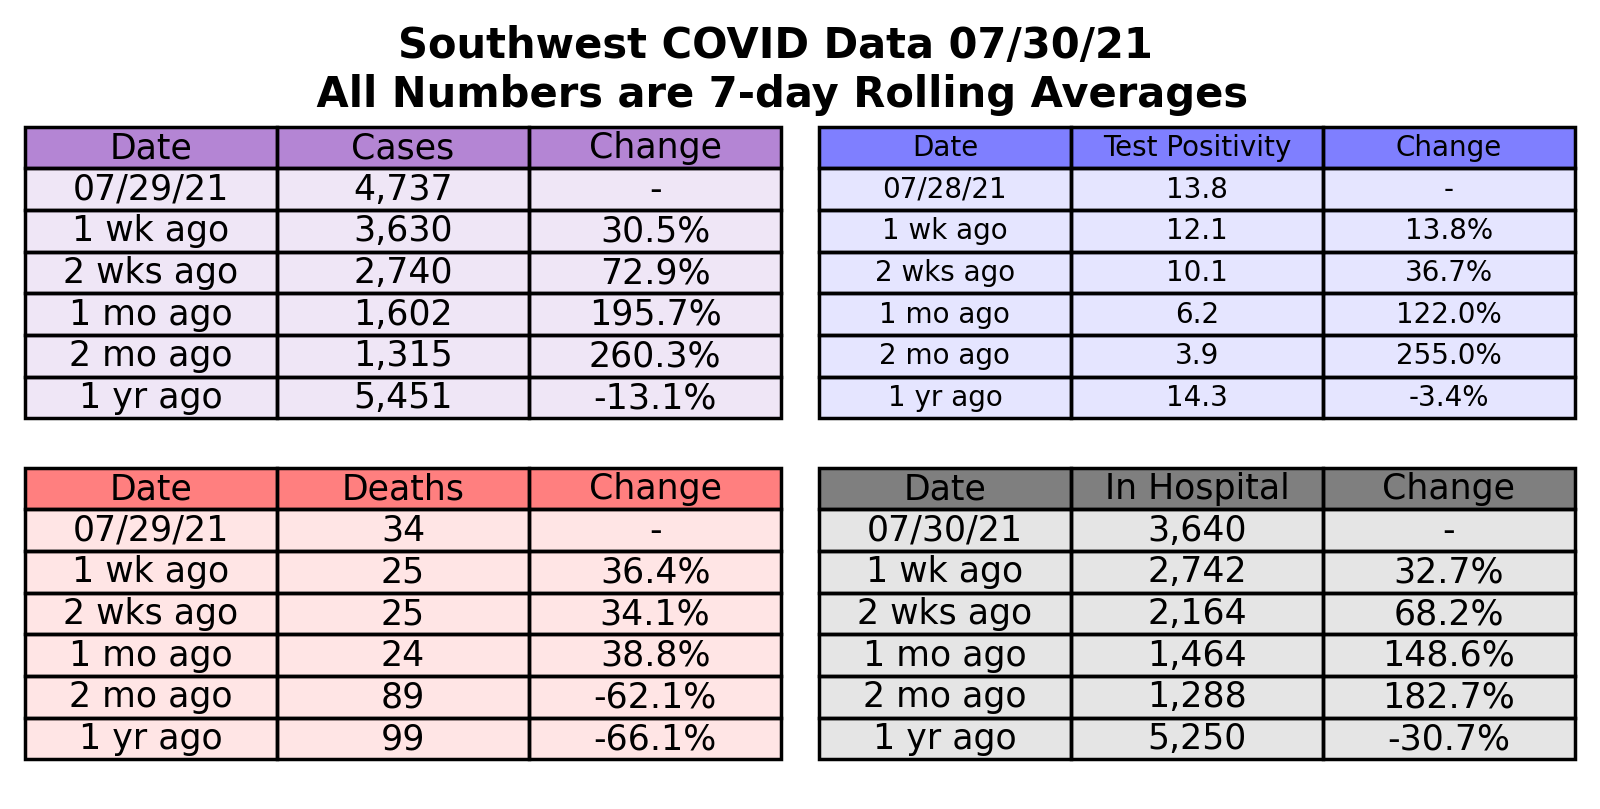 Southwest COVID Data 07/30/21
All Numbers are 7-day Rolling Averages
Date Cases Change
07/29/21 4,737 -
1 wk ago 3,630 30.5%
2 wks ago 2,740 72.9%
1 mo ago 1,602 195.7%
2 mo ago 1,315 260.3%
1 yr ago 5,451 -13.1%
Date Test Positivity Change
07/28/21 13.8 -
1 wk ago 12.1 13.8%
2 wks ago 10.1 36.7%
1 mo ago 6.2 122.0%
2 mo ago 3.9 255.0%
1 yr ago 14.3 -3.4%
Date Deaths Change
07/29/21 34 -
1 wk ago 25 36.4%
2 wks ago 25 34.1%
1 mo ago 24 38.8%
2 mo ago 89 -62.1%
1 yr ago 99 -66.1%
Date In Hospital Change
07/30/21 3,640 -
1 wk ago 2,742 32.7%
2 wks ago 2,164 68.2%
1 mo ago 1,464 148.6%
2 mo ago 1,288 182.7%
1 yr ago 5,250 -30.7%